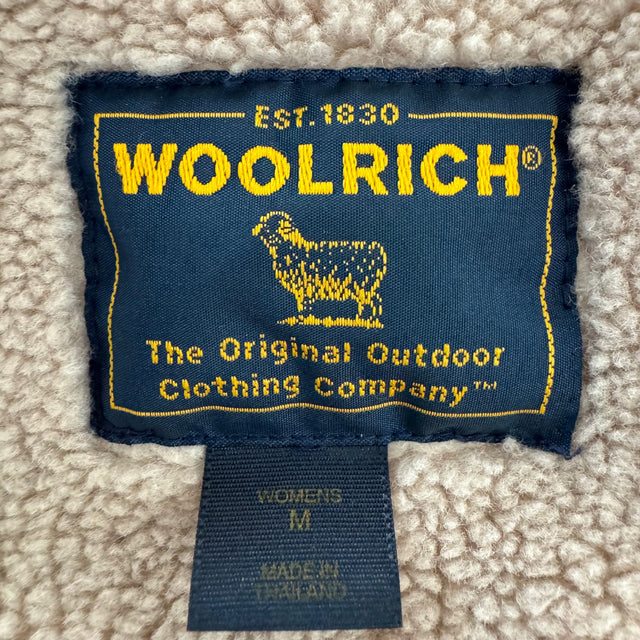 EST. 1830
WOOLRICH®
The Original Outdoor
Clothing Company™
WOMENS
M
MADE IN
THAILAND